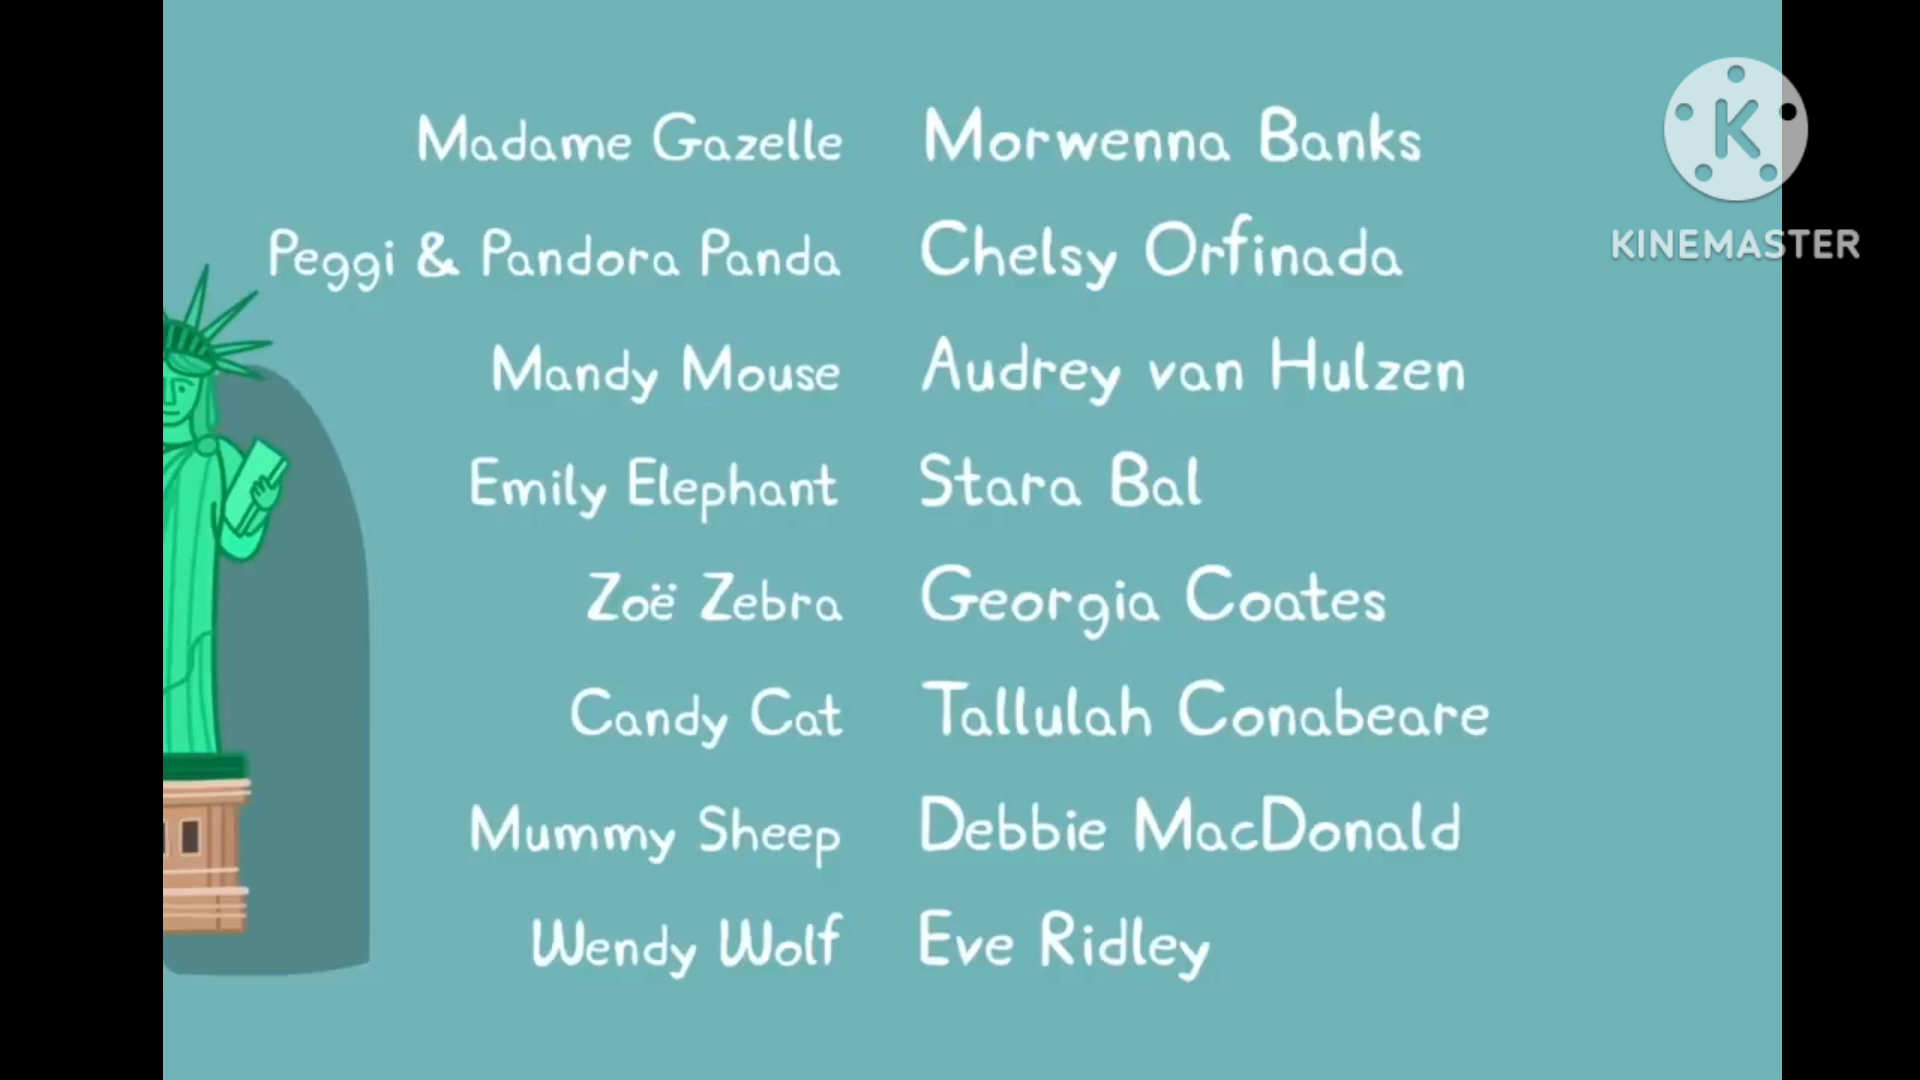 Madame Gazelle Morwenna Banks
Peggi & Pandora Panda Chelsy Orfinada
Mandy Mouse Audrey van Hulzen
Emily Elephant Stara Bal
Zoë Zebra Georgia Coates
Candy Cat Tallulah Conabeare
Mummy Sheep Debbie MacDonald
Wendy Wolf Eve Ridley
K
KINEMASTER